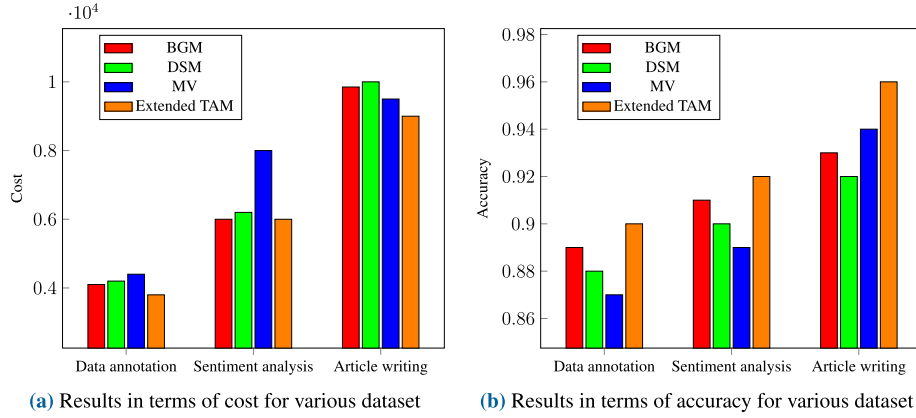 ·10⁴
BGM
DSM
MV
Extended TAM
1
0.8
0.6
0.4
Cost
Data annotation
Sentiment analysis
Article writing
(a) Results in terms of cost for various dataset
BGM
DSM
MV
Extended TAM
0.98
0.96
0.94
0.92
0.9
0.88
0.86
Accuracy
Data annotation
Sentiment analysis
Article writing
(b) Results in terms of accuracy for various dataset